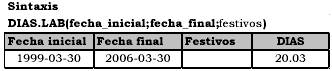 Sintaxis
DIAS.LAB(fecha_inicial;fecha_final;festivos)
Fecha inicial Fecha final Festivos DIAS
1999-03-30 2006-03-30 20.03